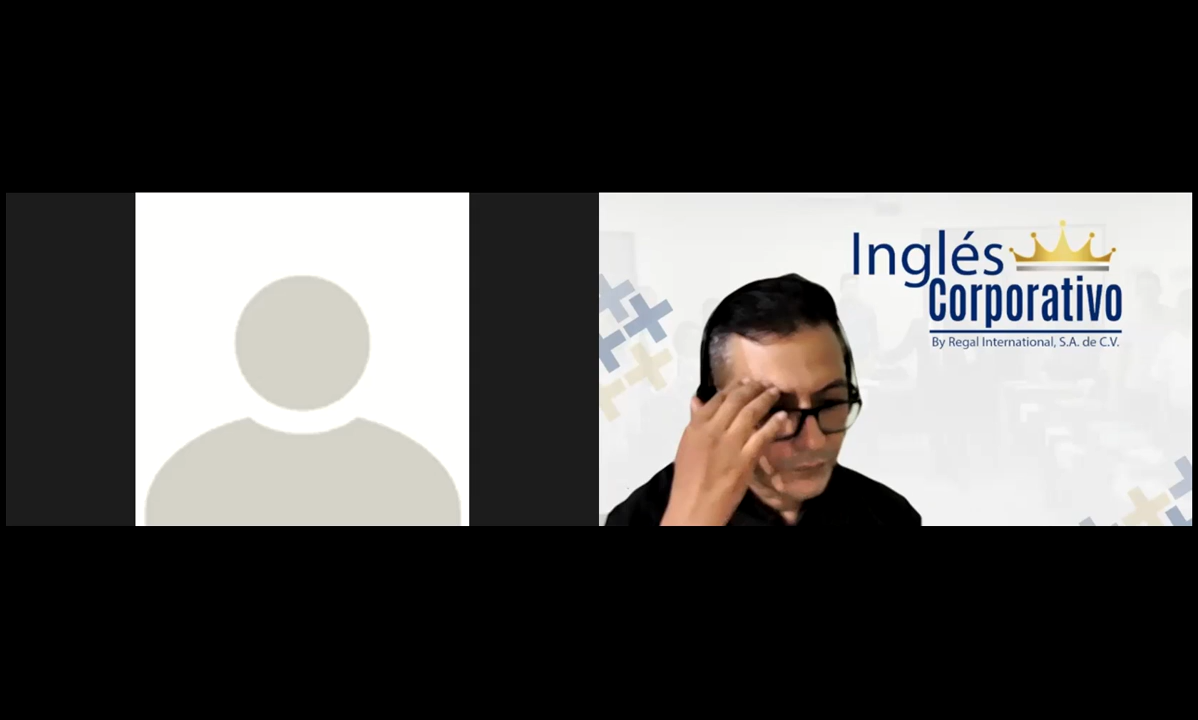 Inglés
Corporativo
By Regal International, S.A. de C.V.